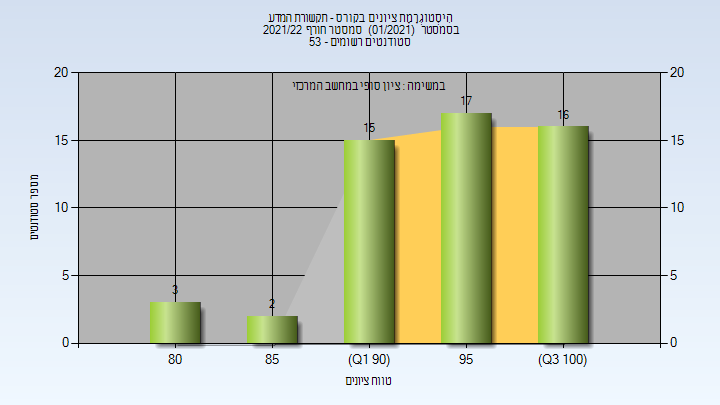 היסטוגרמת ציונים בקורס - תקשורת המדע
בסמסטר (01/2021) סמסטר חורף 2021/22
סטודנטים רשומים - 53
במשימה : ציון סופי במחשב המרכזי
20 20
15 15
10 10
5 5
0 0
3 2 15 17 16
מספר סטודנטים
80 85 (Q1 90) 95 (Q3 100)
טווח ציונים